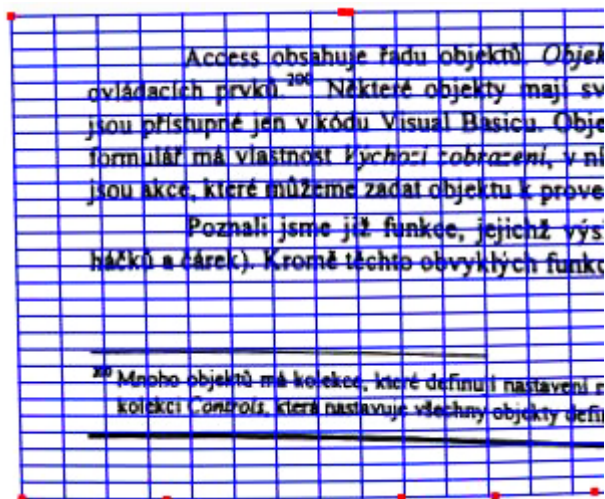 Access obsahuje řadu objektů. Objek
ovládacích prvků.200 Některé objekty mají sv
jsou přístupné jen v kódu Visual Basicu. Obje
formulář má vlastnost Výchozí zobrazení, v n
jsou akce, které můžeme zadat objektu k prove
Poznali jsme již funkce, jejichž výs
háčků a čárek). Kromě těchto obvyklých funkc
200 Mnoho objektů má kolekce, které definují nastavení
kolekci Controls, která nastavuje všechny objekty defin